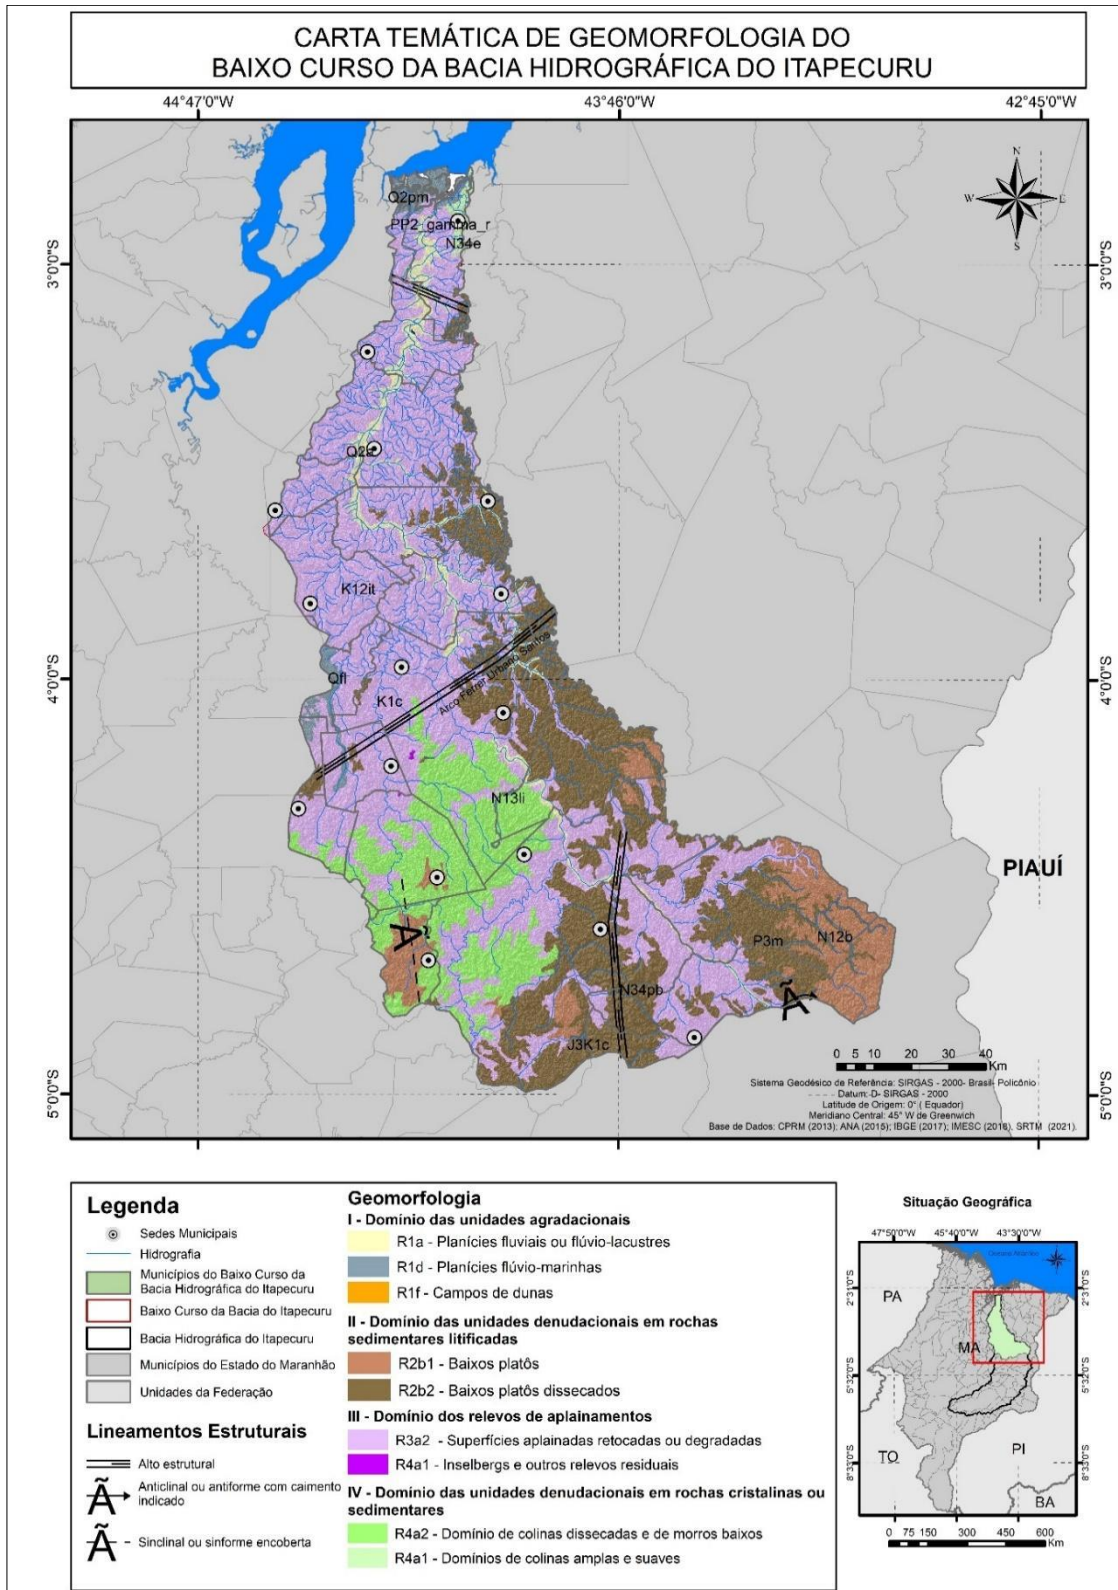 CARTA TEMÁTICA DE GEOMORFOLOGIA DO
BAIXO CURSO DA BACIA HIDROGRÁFICA DO ITAPECURU
44°47'0"W
43°46'0"W
42°45'0"W
3°0'0"S
3°0'0"S
4°0'0"S
4°0'0"S
5°0'0"S
5°0'0"S
N
W
E
S
Q2pm
PP2_gamma_r
N34e
K12it
Qfl
K1c
Arco Ferrer Urbano Santos
N13li
PIAUÍ
Ã
P3m
N12b
N34pb
Ã
J3K1c
0 5 10 20 30 40
Km
Sistema Geodésico de Referência: SIRGAS - 2000- Brasil- Policônio
Datum: D- SIRGAS - 2000
Latitude de Origem: 0° ( Equador)
Meridiano Central: 45° W de Greenwich
Base de Dados: CPRM (2013); ANA (2015); IBGE (2017); IMESC (2018), SRTM (2021).
Legenda
Sedes Municipais
Hidrografia
Municípios do Baixo Curso da
Bacia Hidrográfica do Itapecuru
Baixo Curso da Bacia do Itapecuru
Bacia Hidrográfica do Itapecuru
Municípios do Estado do Maranhão
Unidades da Federação
Lineamentos Estruturais
Alto estrutural
Ã
Anticlinal ou antiforme com caimento
indicado
Ã
Sinclinal ou sinforme encoberta
Geomorfologia
I - Domínio das unidades agradacionais
R1a - Planícies fluviais ou flúvio-lacustres
R1d - Planícies flúvio-marinhas
R1f - Campos de dunas
II - Domínio das unidades denudacionais em rochas
sedimentares litificadas
R2b1 - Baixos platôs
R2b2 - Baixos platôs dissecados
III - Domínio dos relevos de aplainamentos
R3a2 - Superfícies aplainadas retocadas ou degradadas
R4a1 - Inselbergs e outros relevos residuais
IV - Domínio das unidades denudacionais em rochas cristalinas ou
sedimentares
R4a2 - Domínio de colinas dissecadas e de morros baixos
R4a1 - Domínios de colinas amplas e suaves
Situação Geográfica
47°50'0"W
45°40'0"W
43°30'0"W
2°31'0"S
2°31'0"S
5°32'0"S
5°32'0"S
8°33'0"S
8°33'0"S
Oceano Atlântico
PA
MA
TO
PI
BA
0 75 150 300 450 600
Km